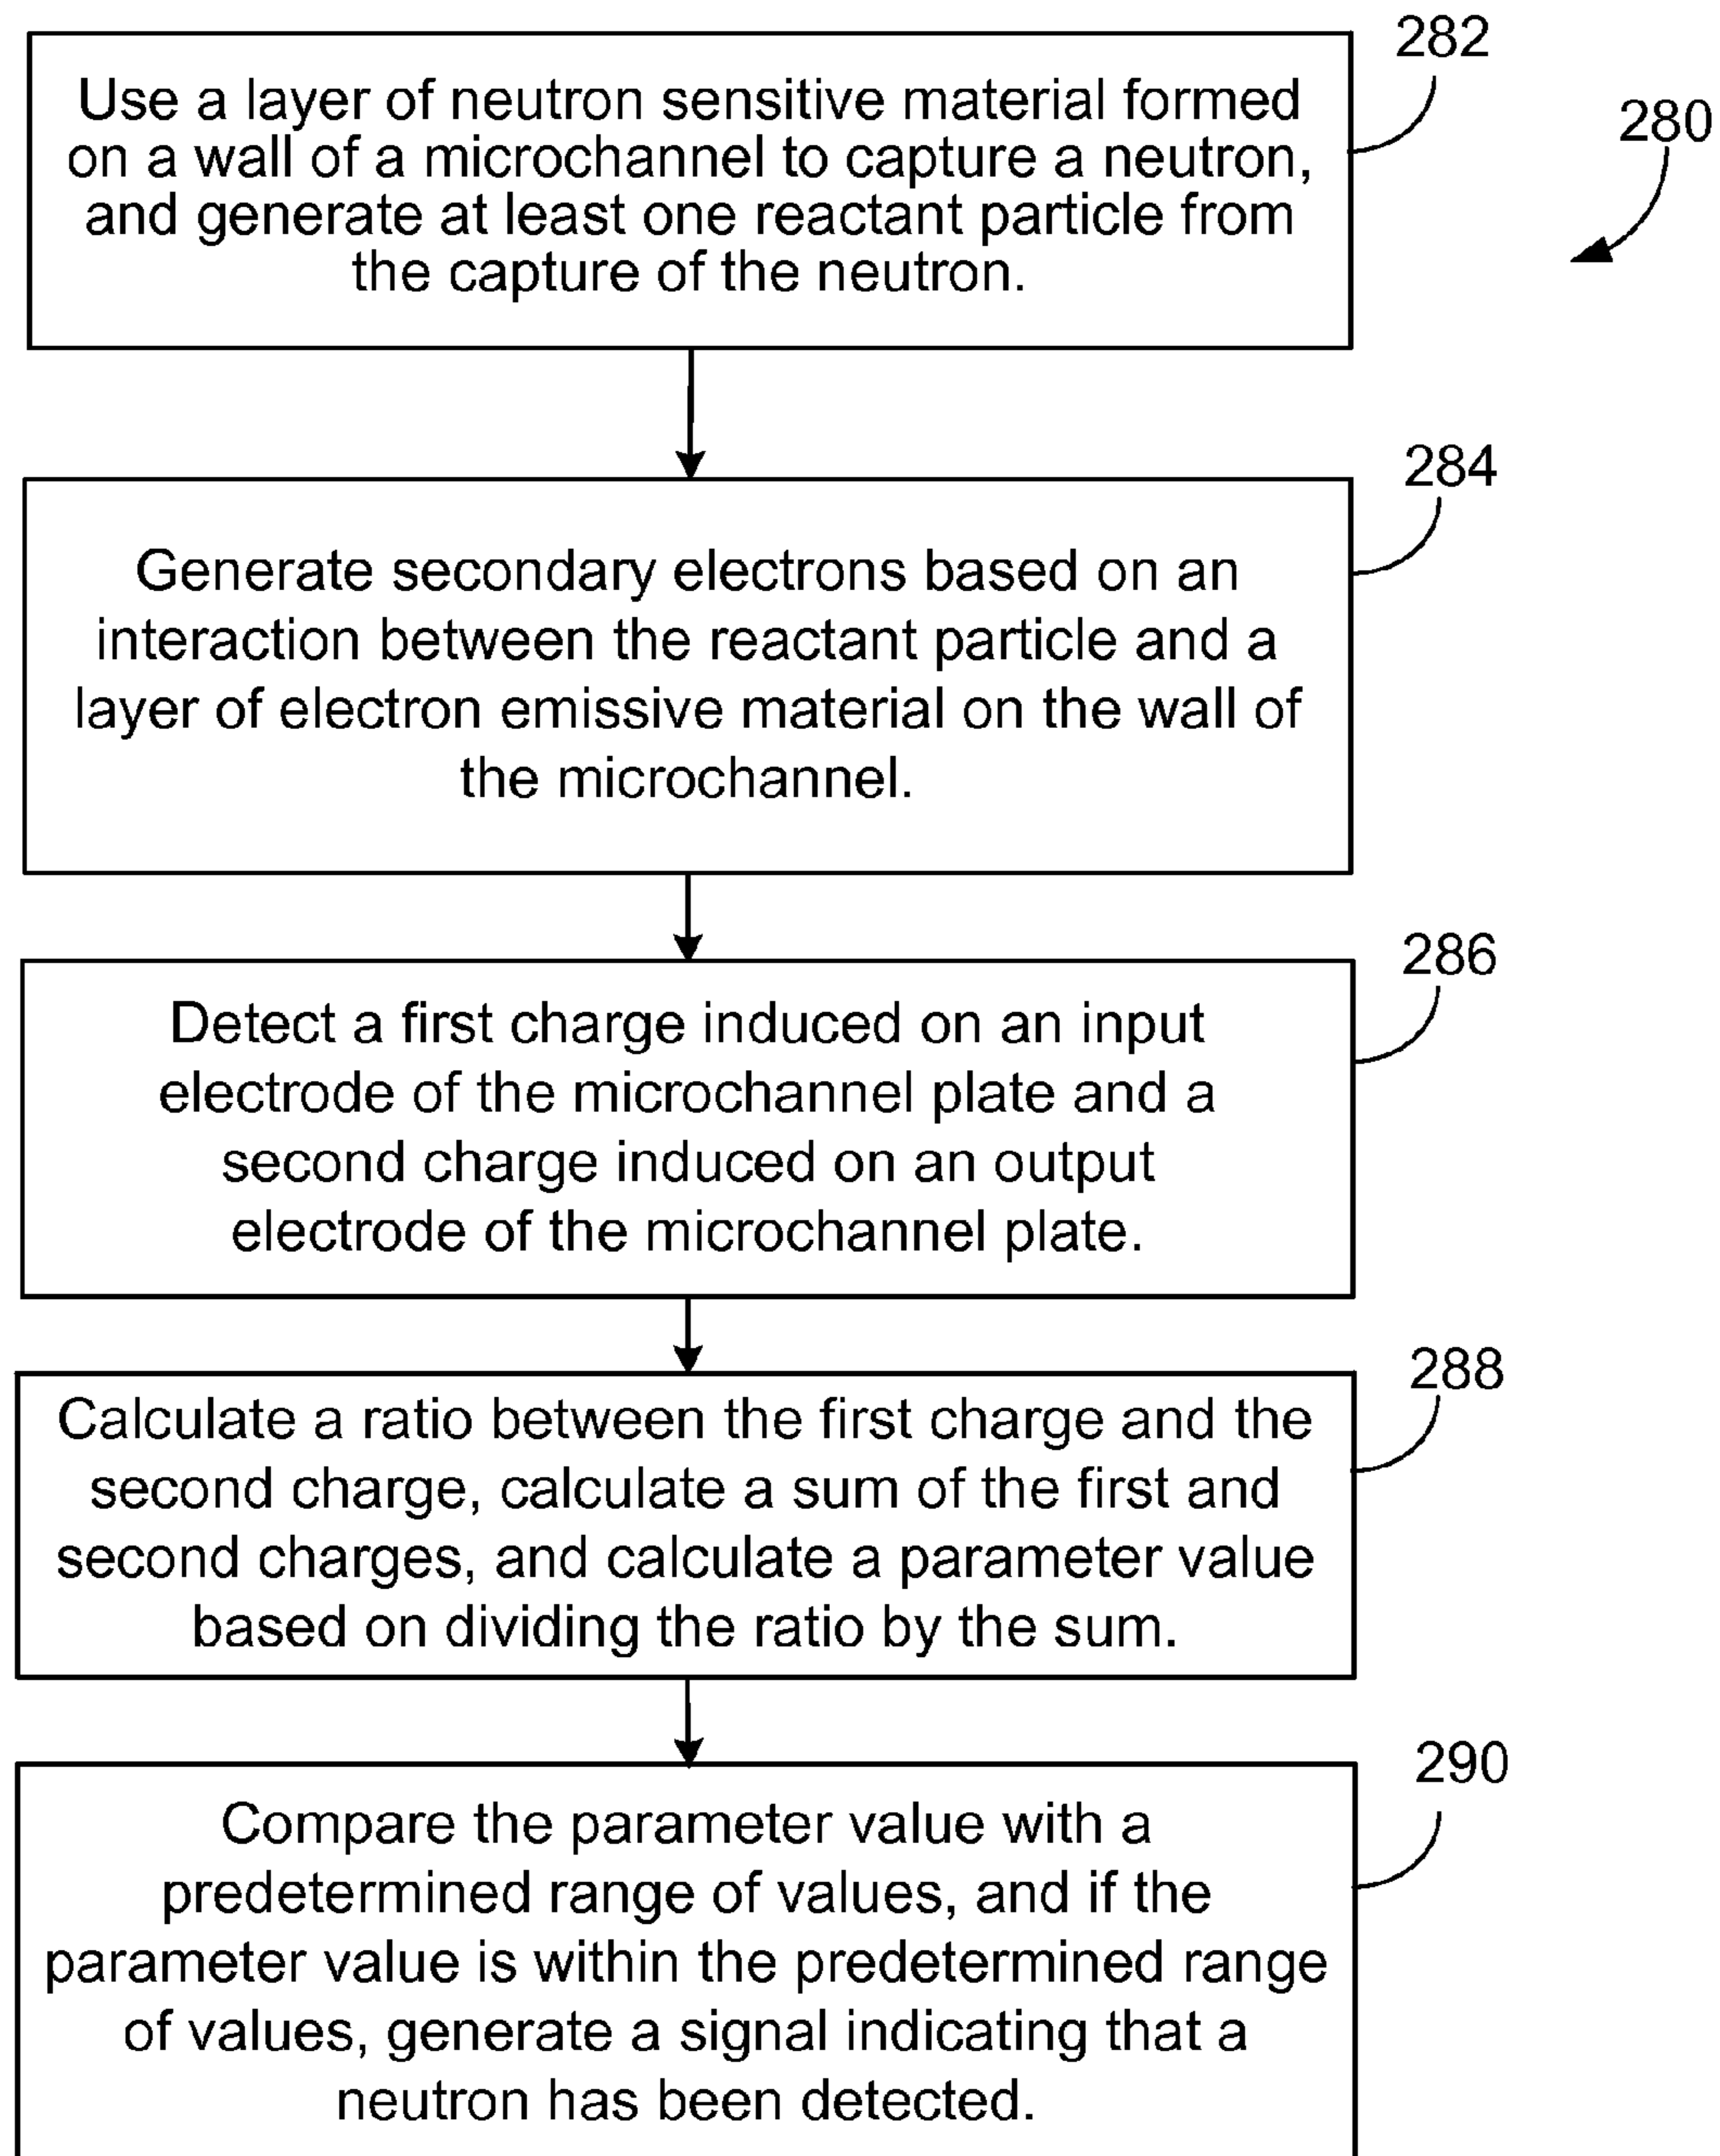 282
280
Use a layer of neutron sensitive material formed
on a wall of a microchannel to capture a neutron,
and generate at least one reactant particle from
the capture of the neutron.
284
Generate secondary electrons based on an
interaction between the reactant particle and a
layer of electron emissive material on the wall of
the microchannel.
286
Detect a first charge induced on an input
electrode of the microchannel plate and a
second charge induced on an output
electrode of the microchannel plate.
288
Calculate a ratio between the first charge and the
second charge, calculate a sum of the first and
second charges, and calculate a parameter value
based on dividing the ratio by the sum.
290
Compare the parameter value with a
predetermined range of values, and if the
parameter value is within the predetermined range
of values, generate a signal indicating that a
neutron has been detected.